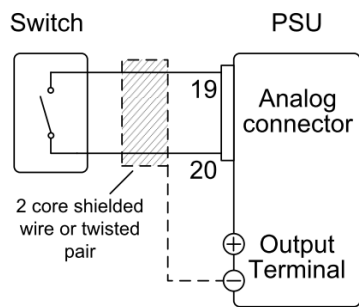 Switch
PSU
19
Analog
connector
20
2 core shielded
wire or twisted
pair
+
Output
Terminal
−